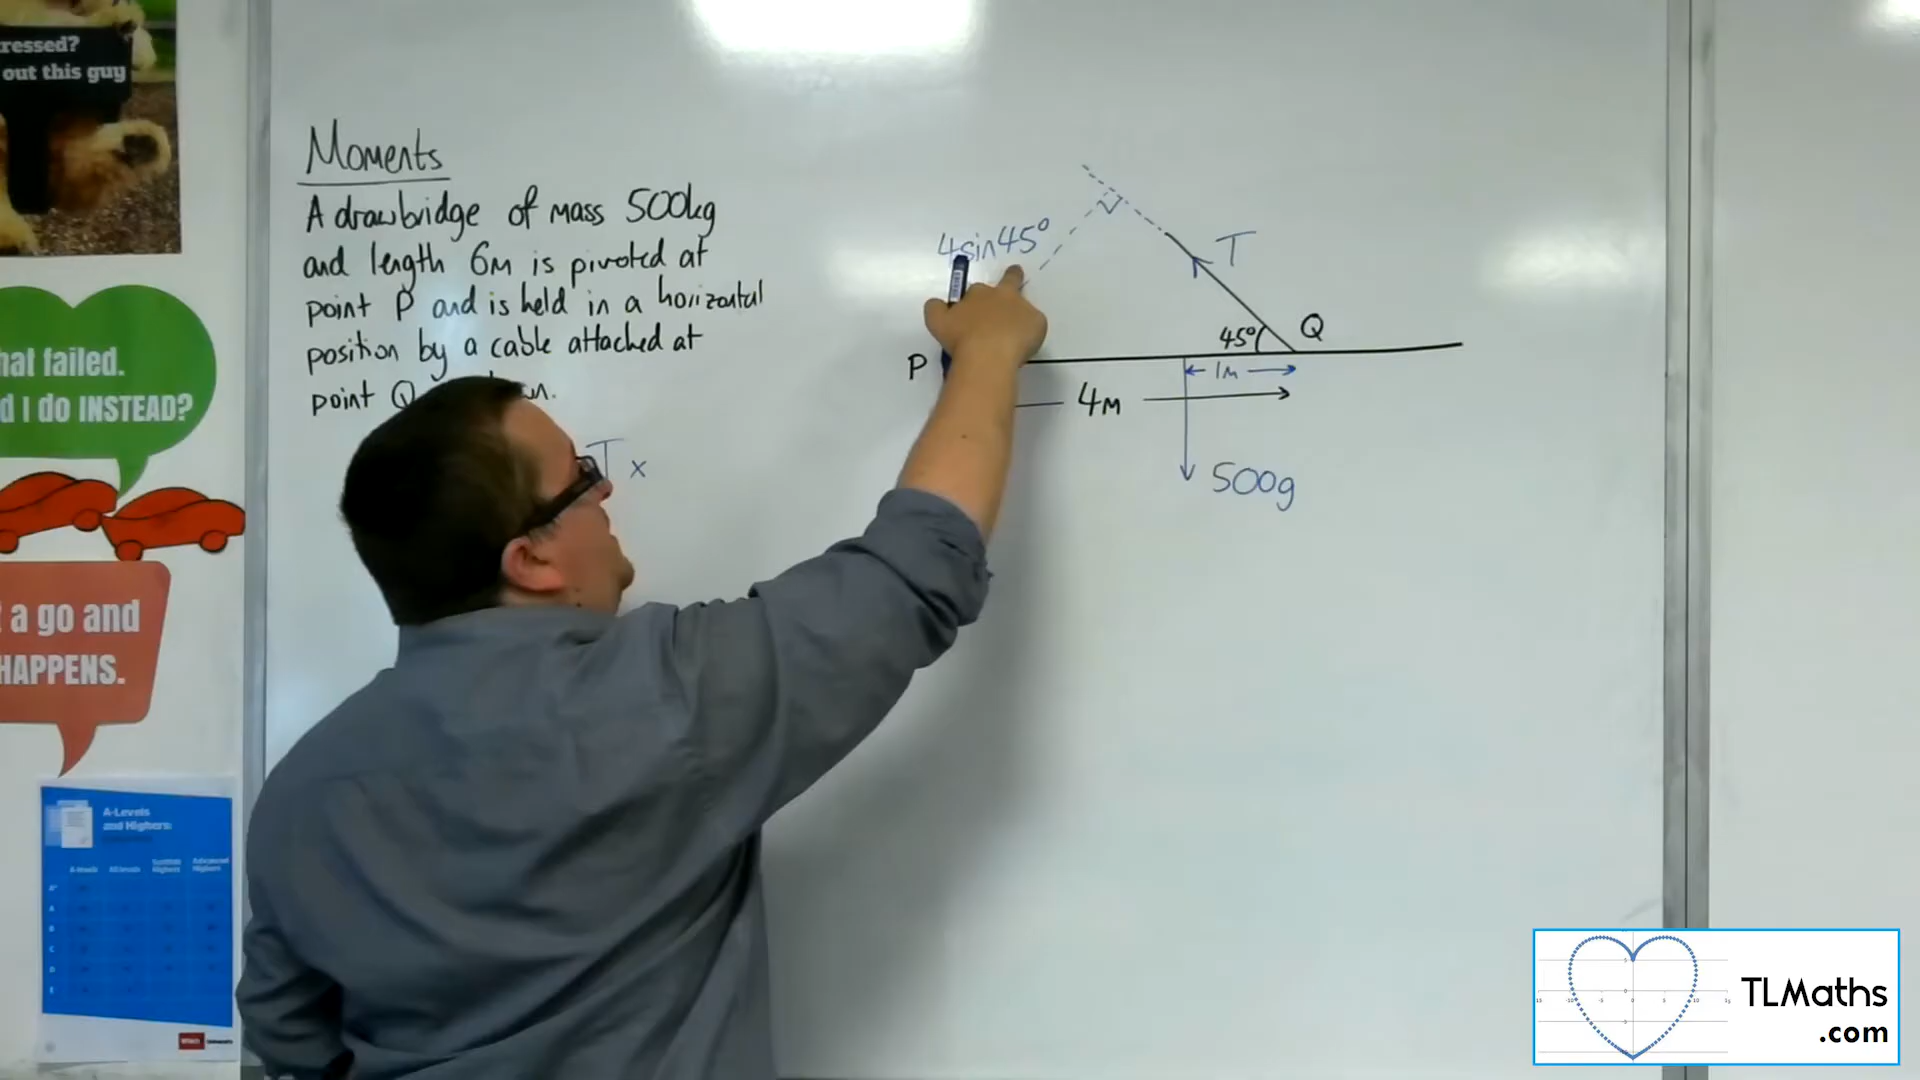 ressed?
out this guy
hat failed.
d I do INSTEAD?
t a go and
HAPPENS.
A-Levels
and Highers:
Moments
A drawbridge of mass 500kg
and length 6m is pivoted at
point P and is held in a horizontal
position by a cable attached at
point Q
T ×
4sin45°
T
45°
Q
P
1m
4m
500g
TLMaths
.com